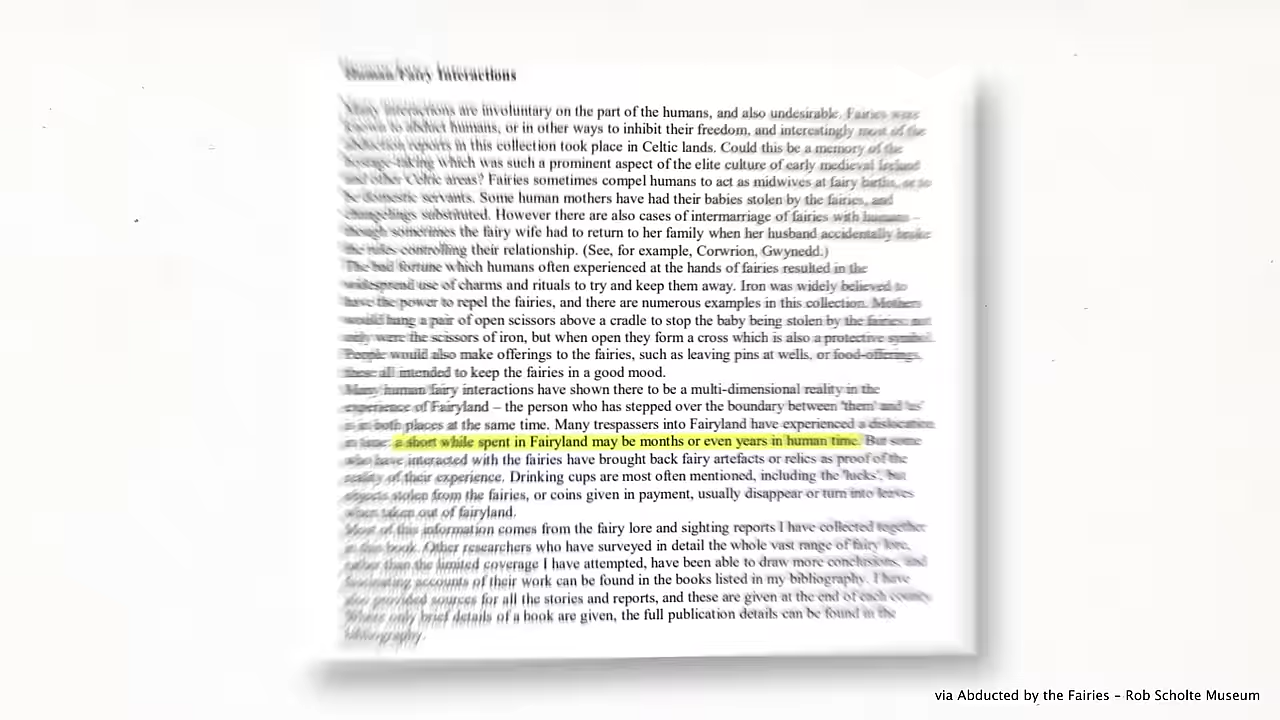 Human Fairy Interactions
Many interactions are involuntary on the part of the humans, and also undesirable. Fairies were
known to abduct humans, or in other ways to inhibit their freedom, and interestingly most of the
abduction reports in this collection took place in Celtic lands. Could this be a memory of the
hostage-taking which was such a prominent aspect of the elite culture of early medieval Ireland
and other Celtic areas? Fairies sometimes compel humans to act as midwives at fairy births, or to
be domestic servants. Some human mothers have had their babies stolen by the fairies, and
changelings substituted. However there are also cases of intermarriage of fairies with humans –
though sometimes the fairy wife had to return to her family when her husband accidentally broke
the rules controlling their relationship. (See, for example, Corwrion, Gwynedd.)
The bad fortune which humans often experienced at the hands of fairies resulted in the
widespread use of charms and rituals to try and keep them away. Iron was widely believed to
have the power to repel the fairies, and there are numerous examples in this collection. Mothers
would hang a pair of open scissors above a cradle to stop the baby being stolen by the fairies: not
only were the scissors of iron, but when open they form a cross which is also a protective symbol.
People would also make offerings to the fairies, such as leaving pins at wells, or food-offerings,
these all intended to keep the fairies in a good mood.
Many human fairy interactions have shown there to be a multi-dimensional reality in the
experience of Fairyland – the person who has stepped over the boundary between 'them' and 'us'
is in both places at the same time. Many trespassers into Fairyland have experienced a dislocation
in time: a short while spent in Fairyland may be months or even years in human time. But some
who have interacted with the fairies have brought back fairy artefacts or relics as proof of the
reality of their experience. Drinking cups are most often mentioned, including the 'lucks', but
objects stolen from the fairies, or coins given in payment, usually disappear or turn into leaves
when taken out of fairyland.
Most of this information comes from the fairy lore and sighting reports I have collected together
in this book. Other researchers who have surveyed in detail the whole vast range of fairy lore,
rather than the limited coverage I have attempted, have been able to draw more conclusions, and
fascinating accounts of their work can be found in the books listed in my bibliography. I have
also provided sources for all the stories and reports, and these are given at the end of each county.
Where only brief details of a book are given, the full publication details can be found in the
bibliography.
via Abducted by the Fairies – Rob Scholte Museum